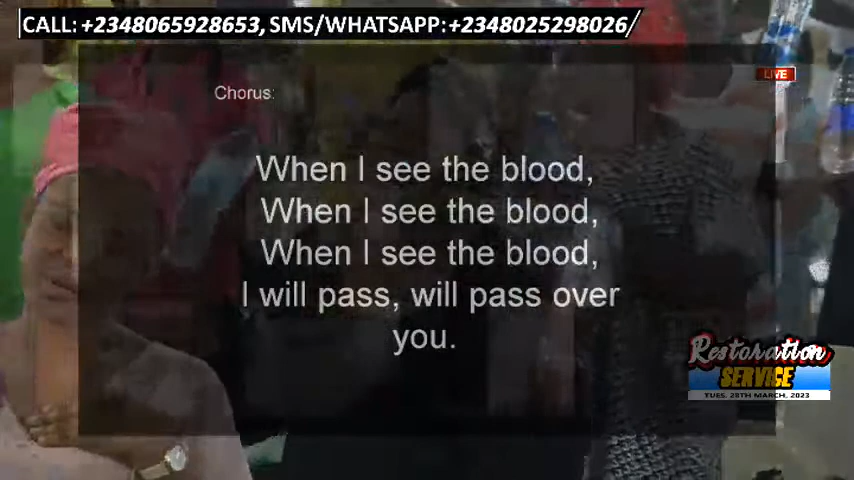 CALL: +2348065928653, SMS/WHATSAPP: +2348025298026/
LIVE
Chorus:
When I see the blood,
When I see the blood,
When I see the blood,
I will pass, will pass over
you.
Restoration
SERVICE
TUES. 28TH MARCH, 2023